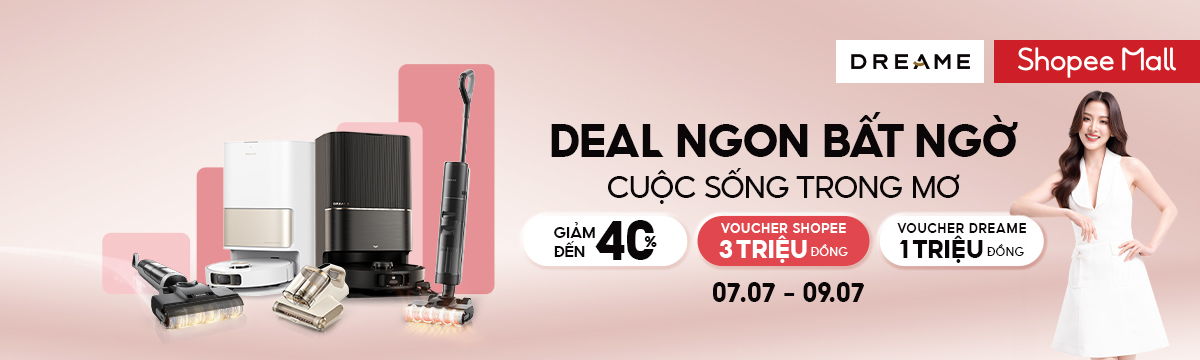 DREAME
Shopee Mall
DEAL NGON BẤT NGỜ
CUỘC SỐNG TRONG MƠ
GIẢM
ĐẾN 40%
VOUCHER SHOPEE
3 TRIỆU ĐỒNG
VOUCHER DREAME
1 TRIỆU ĐỒNG
07.07 - 09.07
DREAME